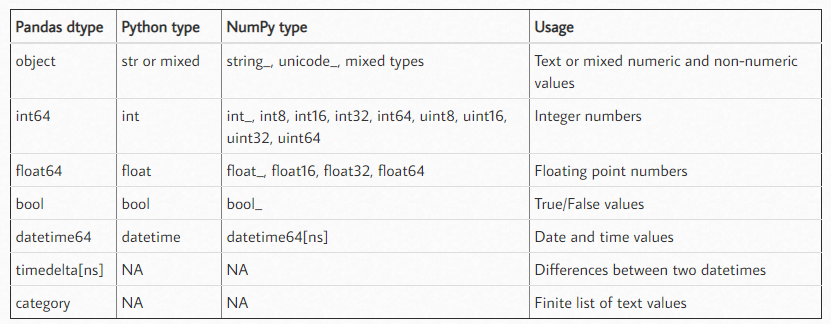 Pandas dtype Python type NumPy type Usage
object str or mixed string_, unicode_, mixed types Text or mixed numeric and non-numeric
values
int64 int int_, int8, int16, int32, int64, uint8, uint16, Integer numbers
uint32, uint64
float64 float float_, float16, float32, float64 Floating point numbers
bool bool bool_ True/False values
datetime64 datetime datetime64[ns] Date and time values
timedelta[ns] NA NA Differences between two datetimes
category NA NA Finite list of text values